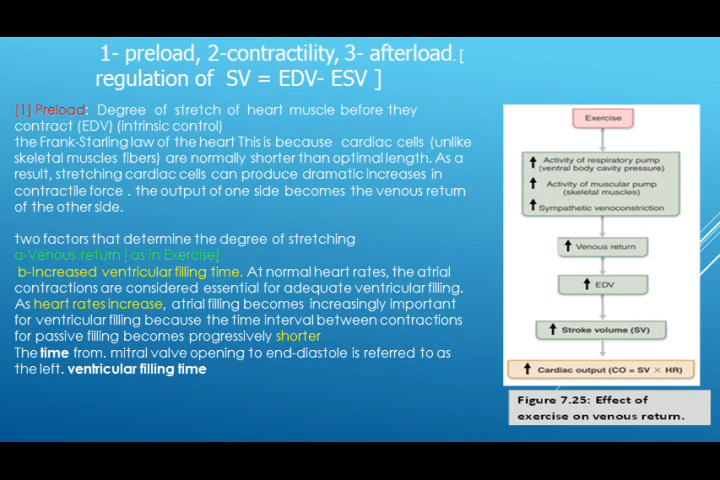 1- preload, 2-contractility, 3- afterload. [
regulation of SV = EDV- ESV ]
[1] Preload: Degree of stretch of heart muscle before they
contract (EDV) (intrinsic control)
the Frank-Starling law of the heart This is because cardiac cells (unlike
skeletal muscles fibers) are normally shorter than optimal length. As a
result, stretching cardiac cells can produce dramatic increases in
contractile force . the output of one side becomes the venous return
of the other side.
two factors that determine the degree of stretching
a-Venous return [ as in Exercise]
b-Increased ventricular filling time. At normal heart rates, the atrial
contractions are considered essential for adequate ventricular filling.
As heart rates increase, atrial filling becomes increasingly important
for ventricular filling because the time interval between contractions
for passive filling becomes progressively shorter
The time from. mitral valve opening to end-diastole is referred to as
the left. ventricular filling time
Exercise
↑ Activity of respiratory pump
(ventral body cavity pressure)
↑ Activity of muscular pump
(skeletal muscles)
↑ Sympathetic venoconstriction
↑ Venous return
↑ EDV
↑ Stroke volume (SV)
↑ Cardiac output (CO = SV × HR)
Figure 7.25: Effect of
exercise on venous return.